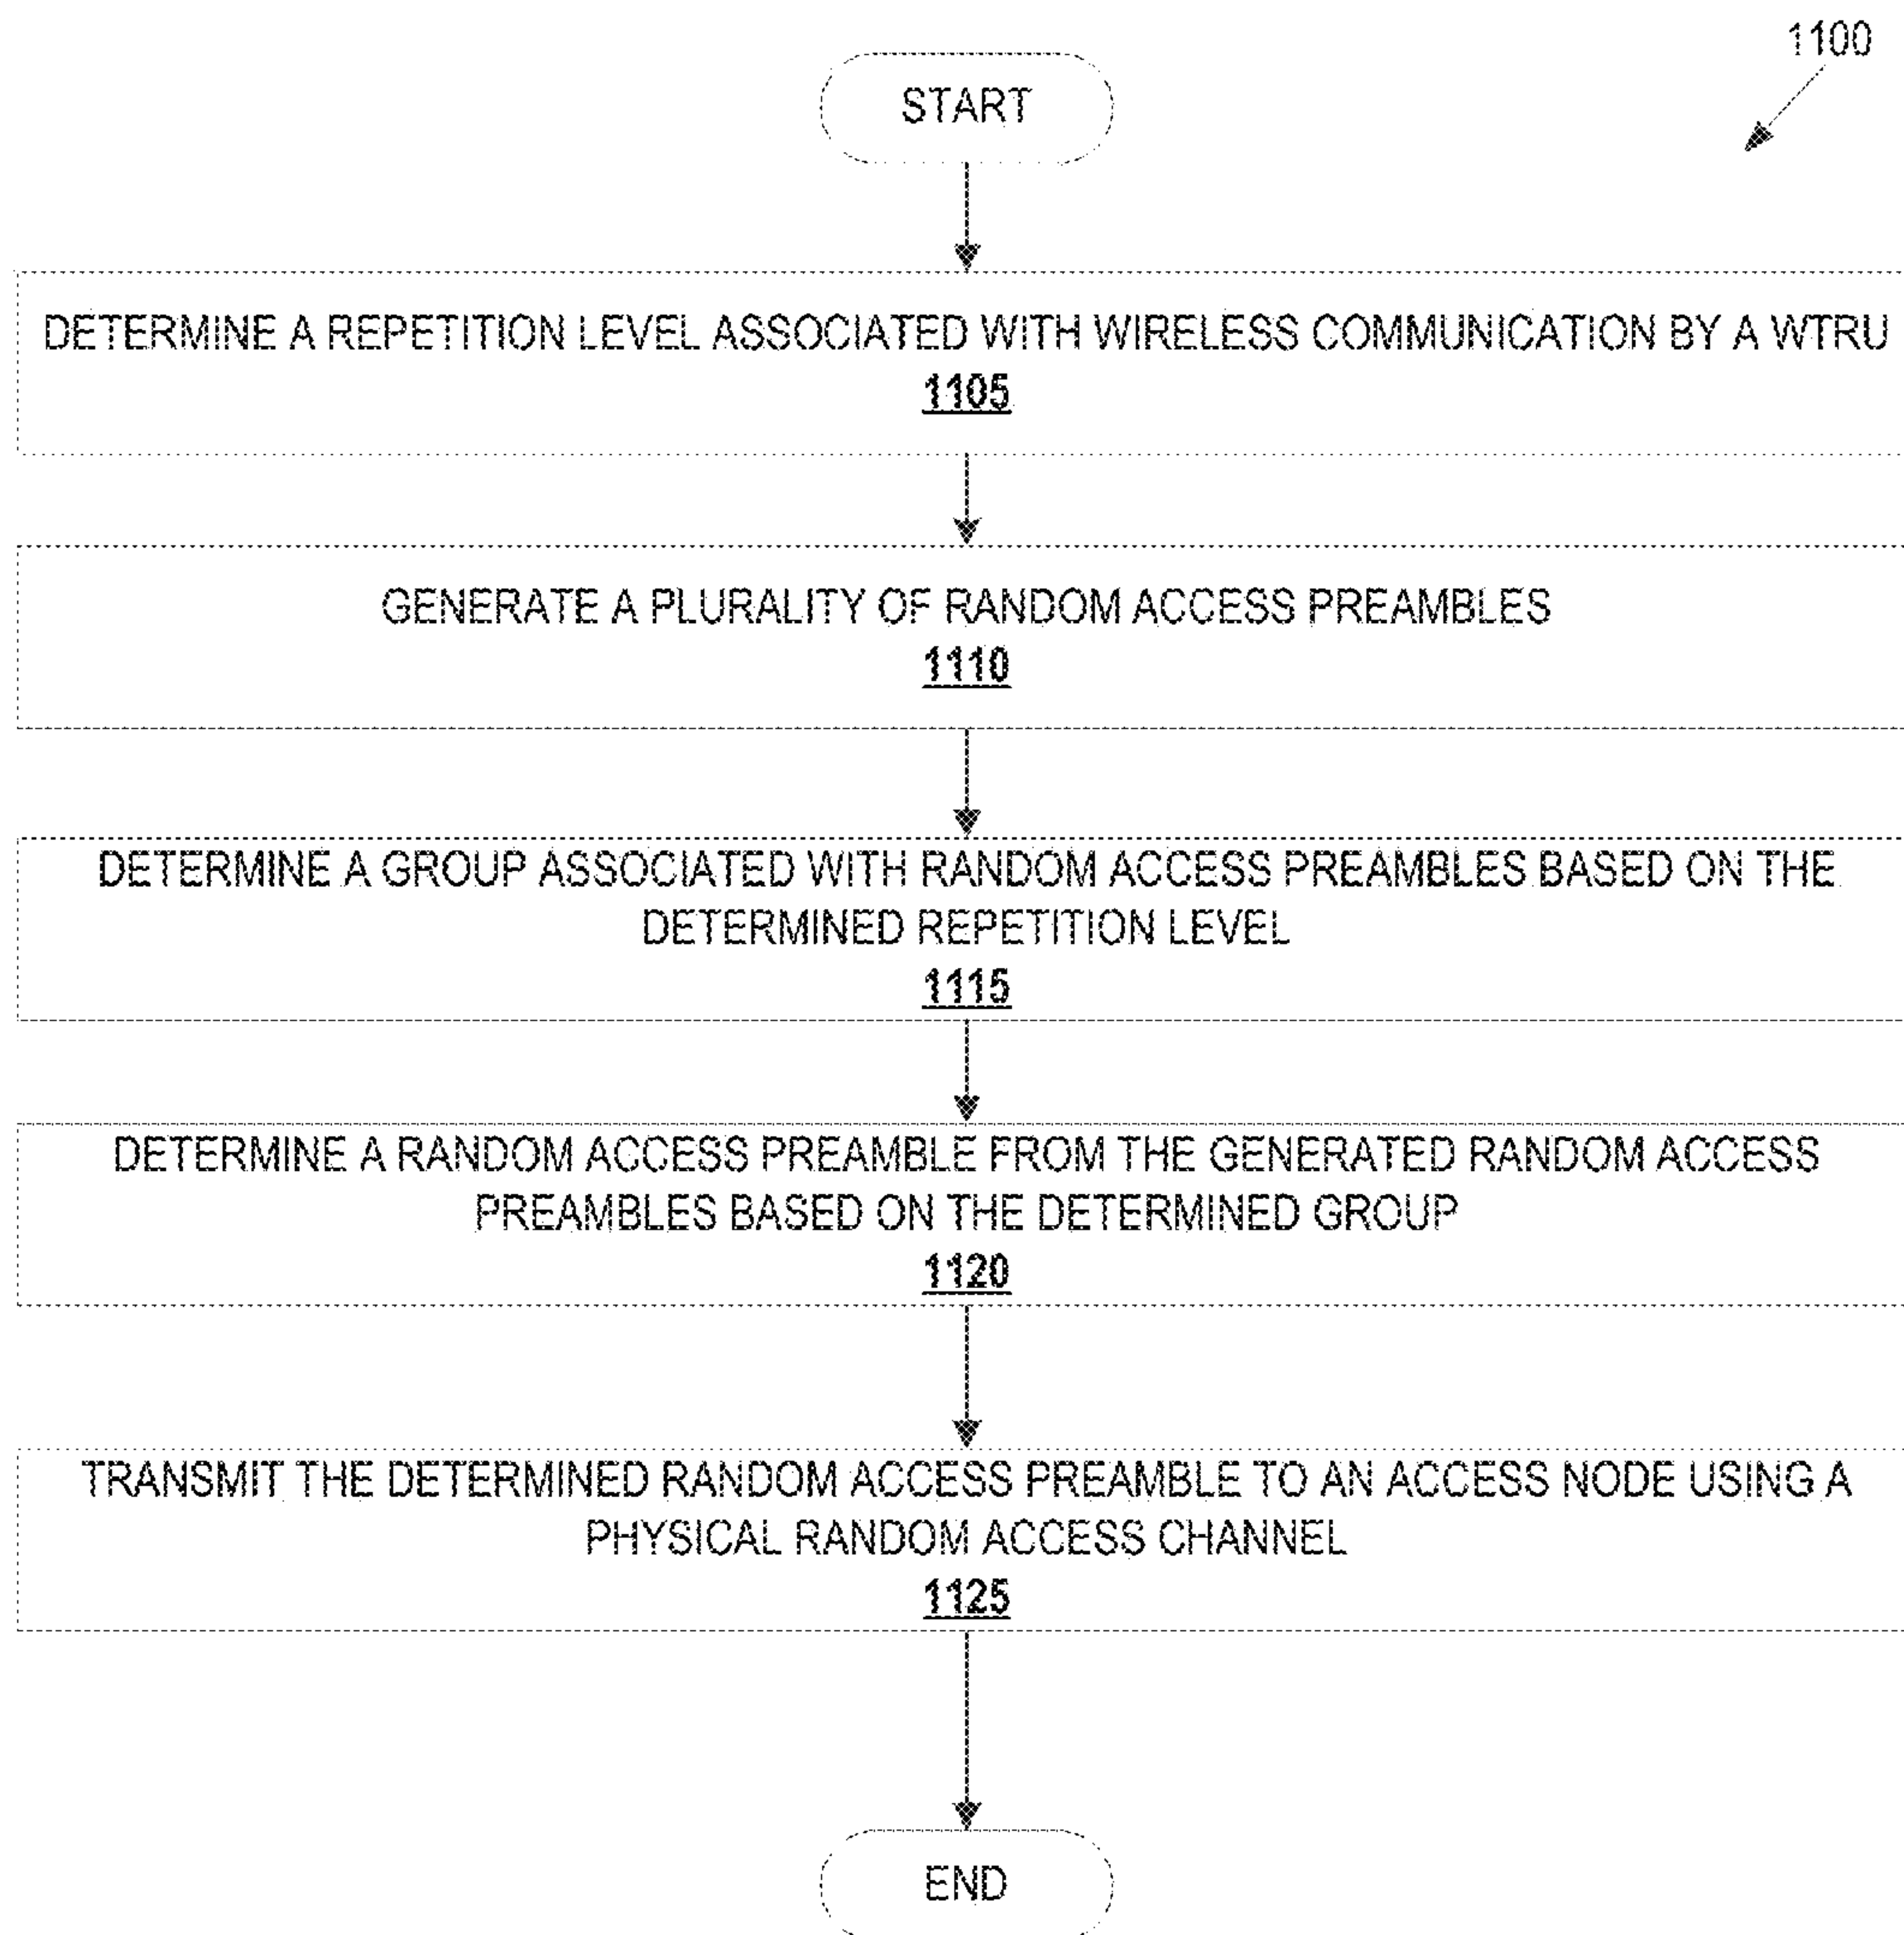 1100
START
DETERMINE A REPETITION LEVEL ASSOCIATED WITH WIRELESS COMMUNICATION BY A WTRU
1105
GENERATE A PLURALITY OF RANDOM ACCESS PREAMBLES
1110
DETERMINE A GROUP ASSOCIATED WITH RANDOM ACCESS PREAMBLES BASED ON THE
DETERMINED REPETITION LEVEL
1115
DETERMINE A RANDOM ACCESS PREAMBLE FROM THE GENERATED RANDOM ACCESS
PREAMBLES BASED ON THE DETERMINED GROUP
1120
TRANSMIT THE DETERMINED RANDOM ACCESS PREAMBLE TO AN ACCESS NODE USING A
PHYSICAL RANDOM ACCESS CHANNEL
1125
END